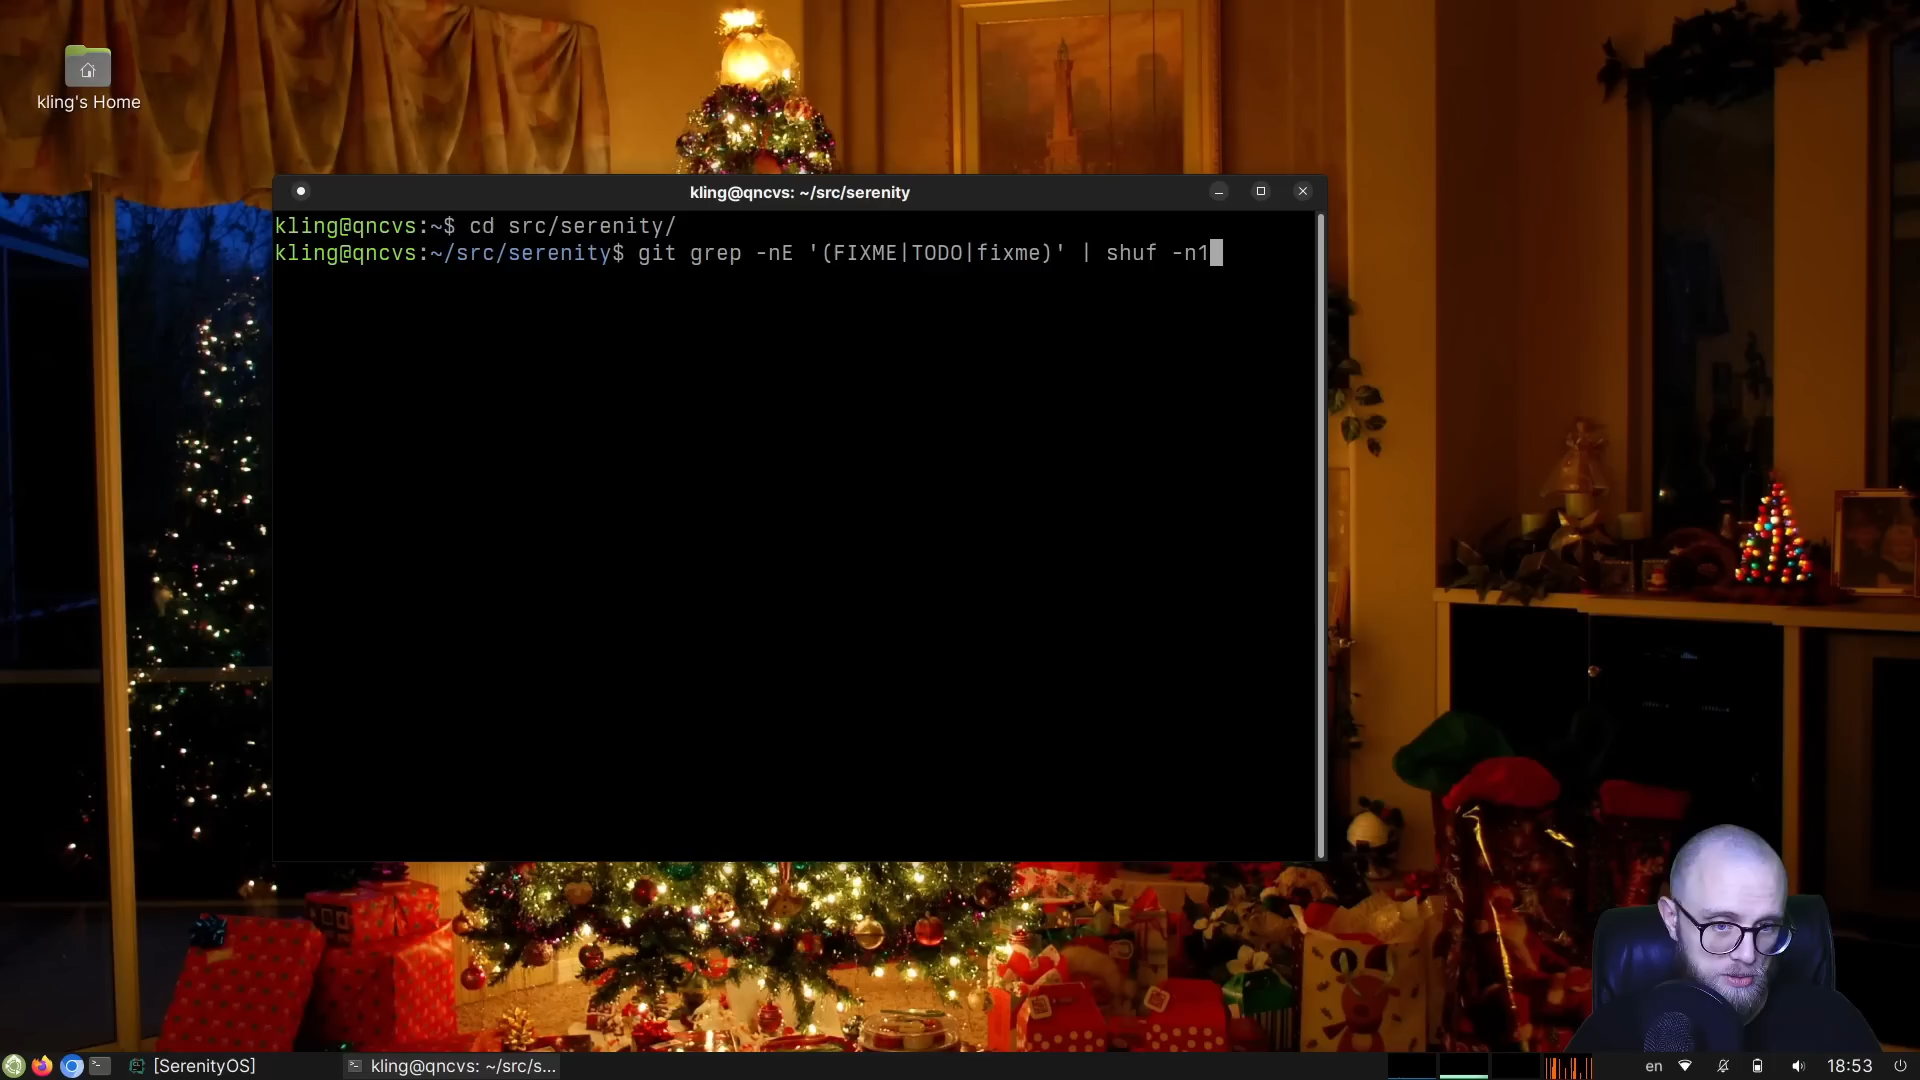 kling's Home
kling@qncvs: ~/src/serenity
kling@qncvs:~$ cd src/serenity/
kling@qncvs:~/src/serenity$ git grep -nE '(FIXME|TODO|fixme)' | shuf -n1
[SerenityOS]
kling@qncvs: ~/src/s...
en
18:53